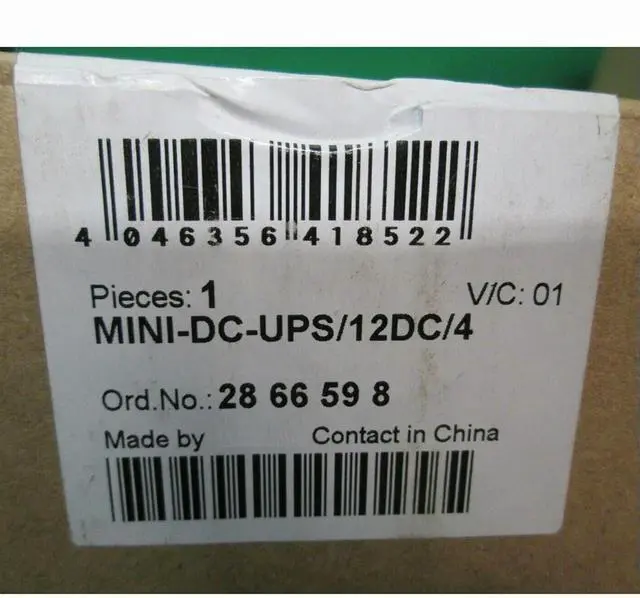 4 046356 418522
Pieces: 1 V/C: 01
MINI-DC-UPS/12DC/4
Ord.No.: 28 66 59 8
Made by Contact in China